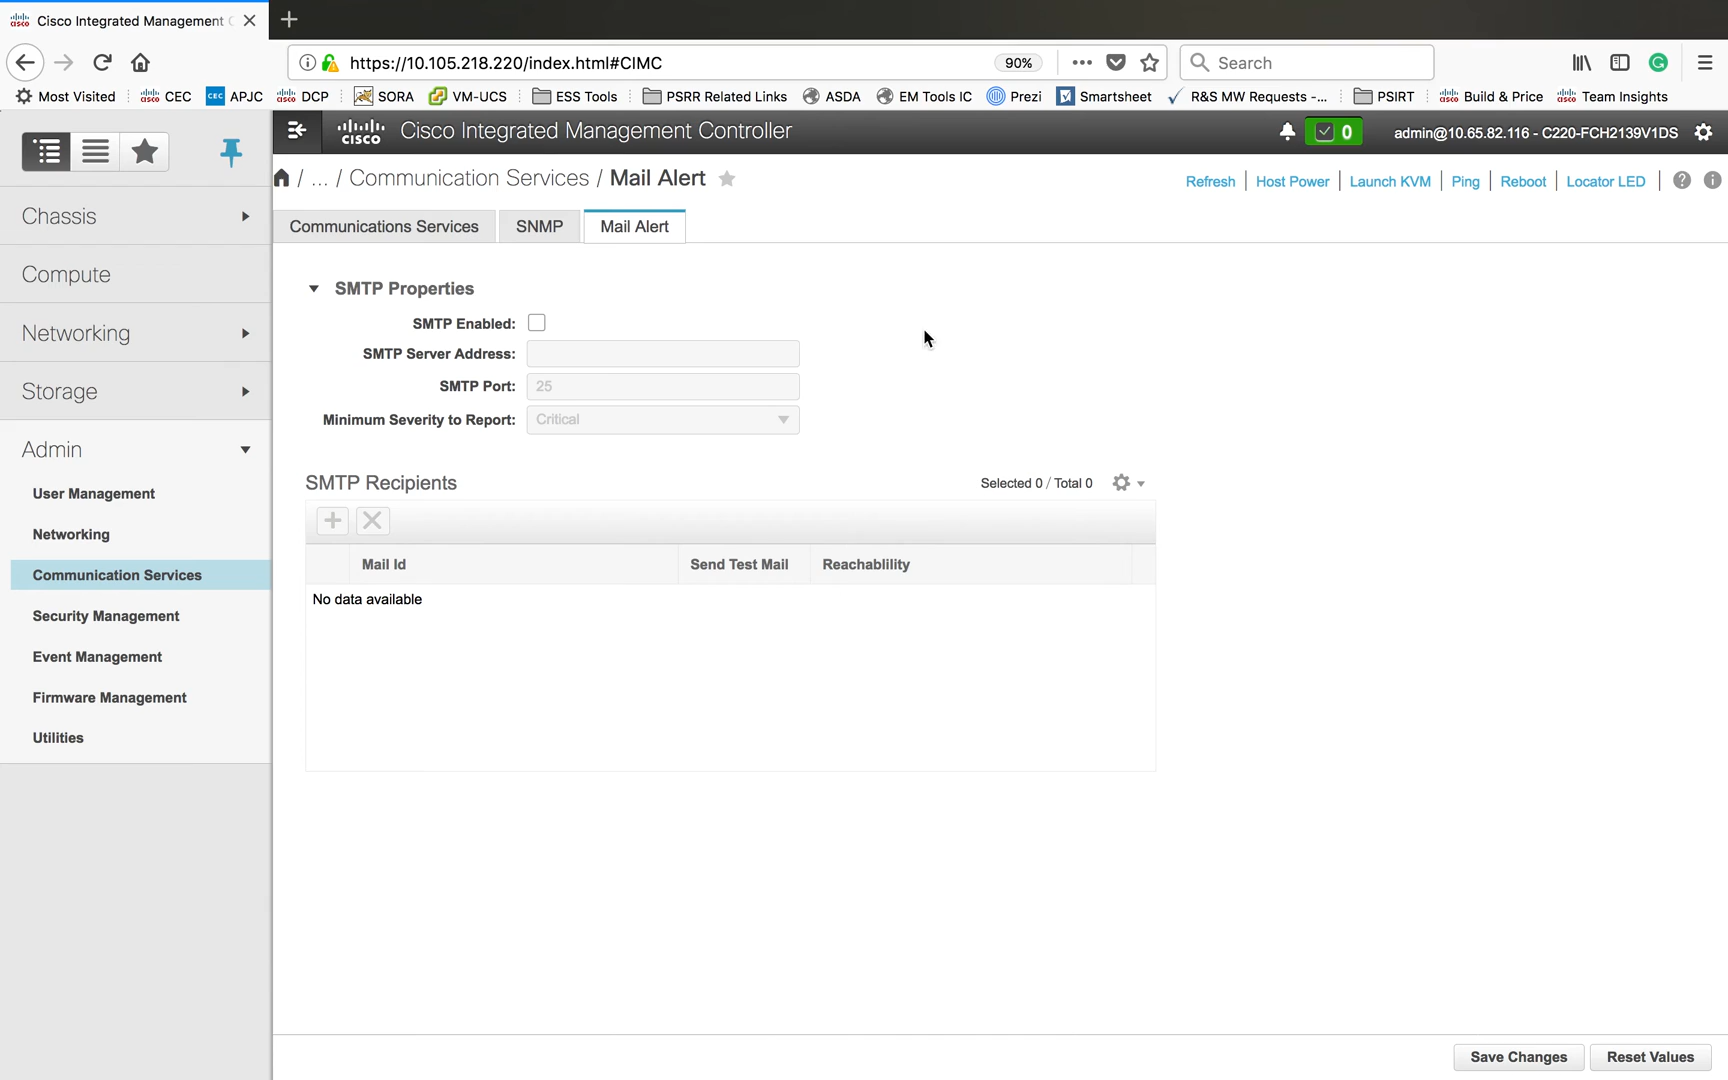 Cisco Integrated Management C
https://10.105.218.220/index.html#CIMC
90%
Search
Most Visited
CEC
CEC APJC
DCP
SORA
VM-UCS
ESS Tools
PSRR Related Links
ASDA
EM Tools IC
Prezi
Smartsheet
R&S MW Requests -...
PSIRT
Build & Price
Team Insights
cisco Cisco Integrated Management Controller
0
admin@10.65.82.116 - C220-FCH2139V1DS
/ ... / Communication Services / Mail Alert
Refresh | Host Power | Launch KVM | Ping | Reboot | Locator LED
Chassis
Compute
Networking
Storage
Admin
User Management
Networking
Communication Services
Security Management
Event Management
Firmware Management
Utilities
Communications Services
SNMP
Mail Alert
SMTP Properties
SMTP Enabled:
SMTP Server Address:
SMTP Port: 25
Minimum Severity to Report: Critical
SMTP Recipients
Selected 0 / Total 0
Mail Id
Send Test Mail
Reachablility
No data available
Save Changes
Reset Values